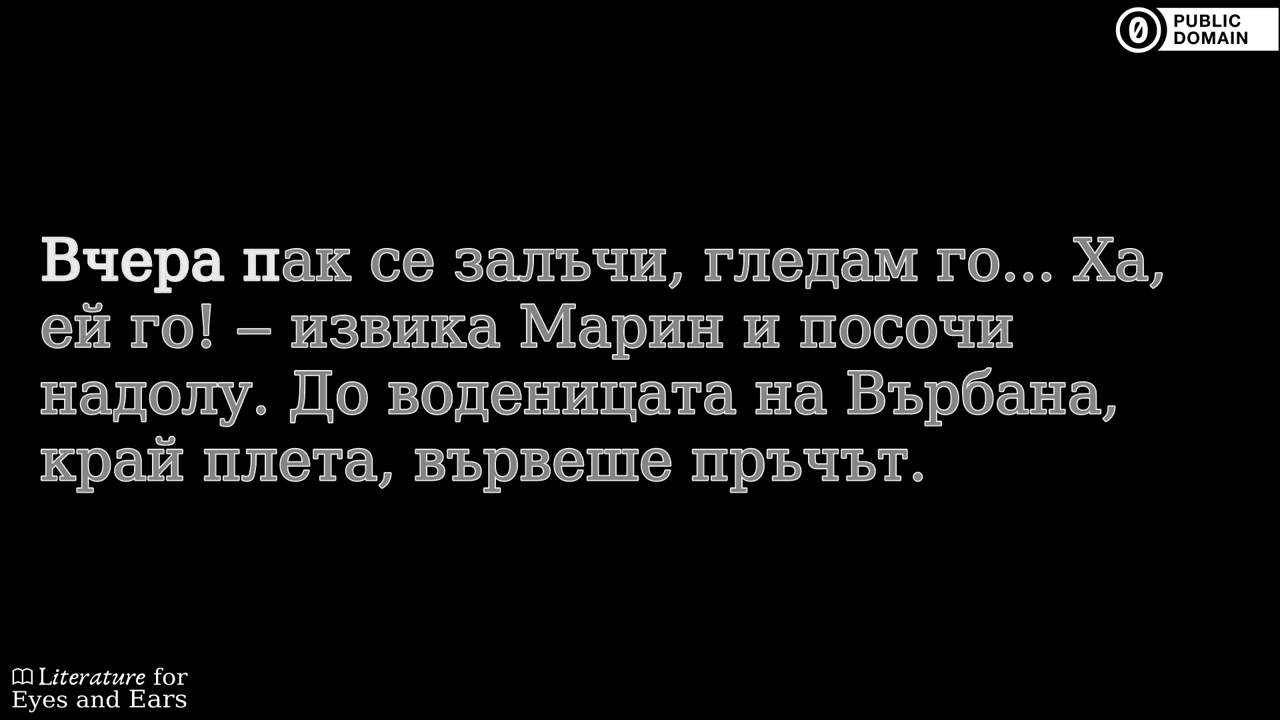 PUBLIC
DOMAIN
Вчера пак се залъчи, гледам го... Ха,
ей го! – извика Марин и посочи
надолу. До воденицата на Върбана,
край плета, вървеше пръчът.
Literature for
Eyes and Ears